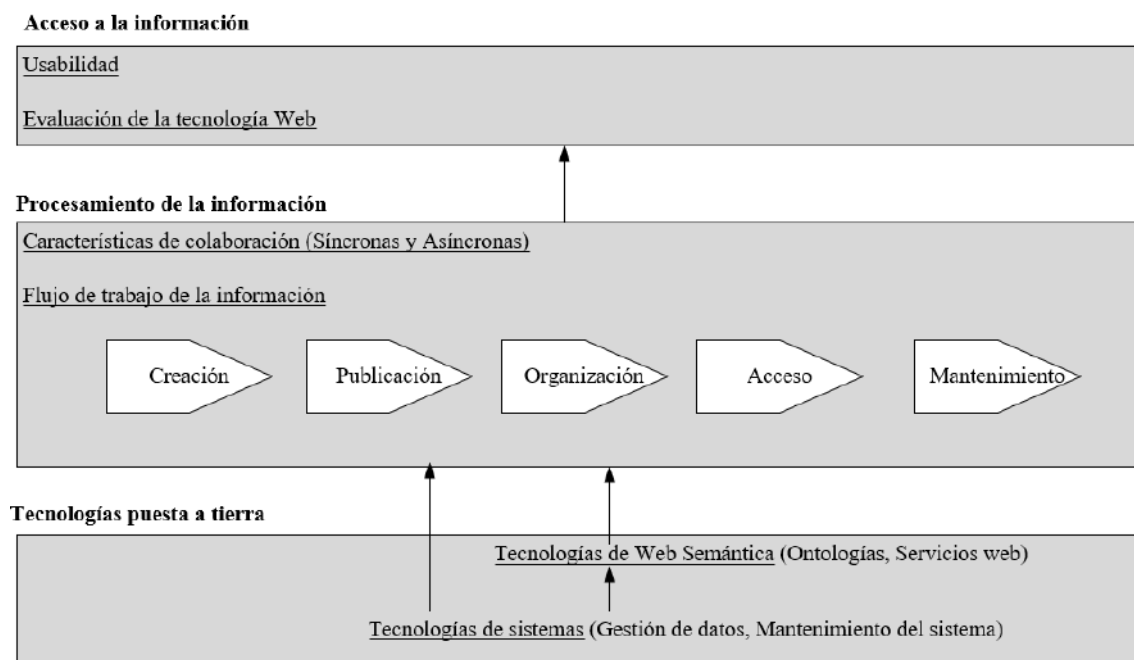 Acceso a la información
Usabilidad
Evaluación de la tecnología Web
Procesamiento de la información
Características de colaboración (Síncronas y Asíncronas)
Flujo de trabajo de la información
Creación
Publicación
Organización
Acceso
Mantenimiento
Tecnologías puesta a tierra
Tecnologías de Web Semántica (Ontologías, Servicios web)
Tecnologías de sistemas (Gestión de datos, Mantenimiento del sistema)